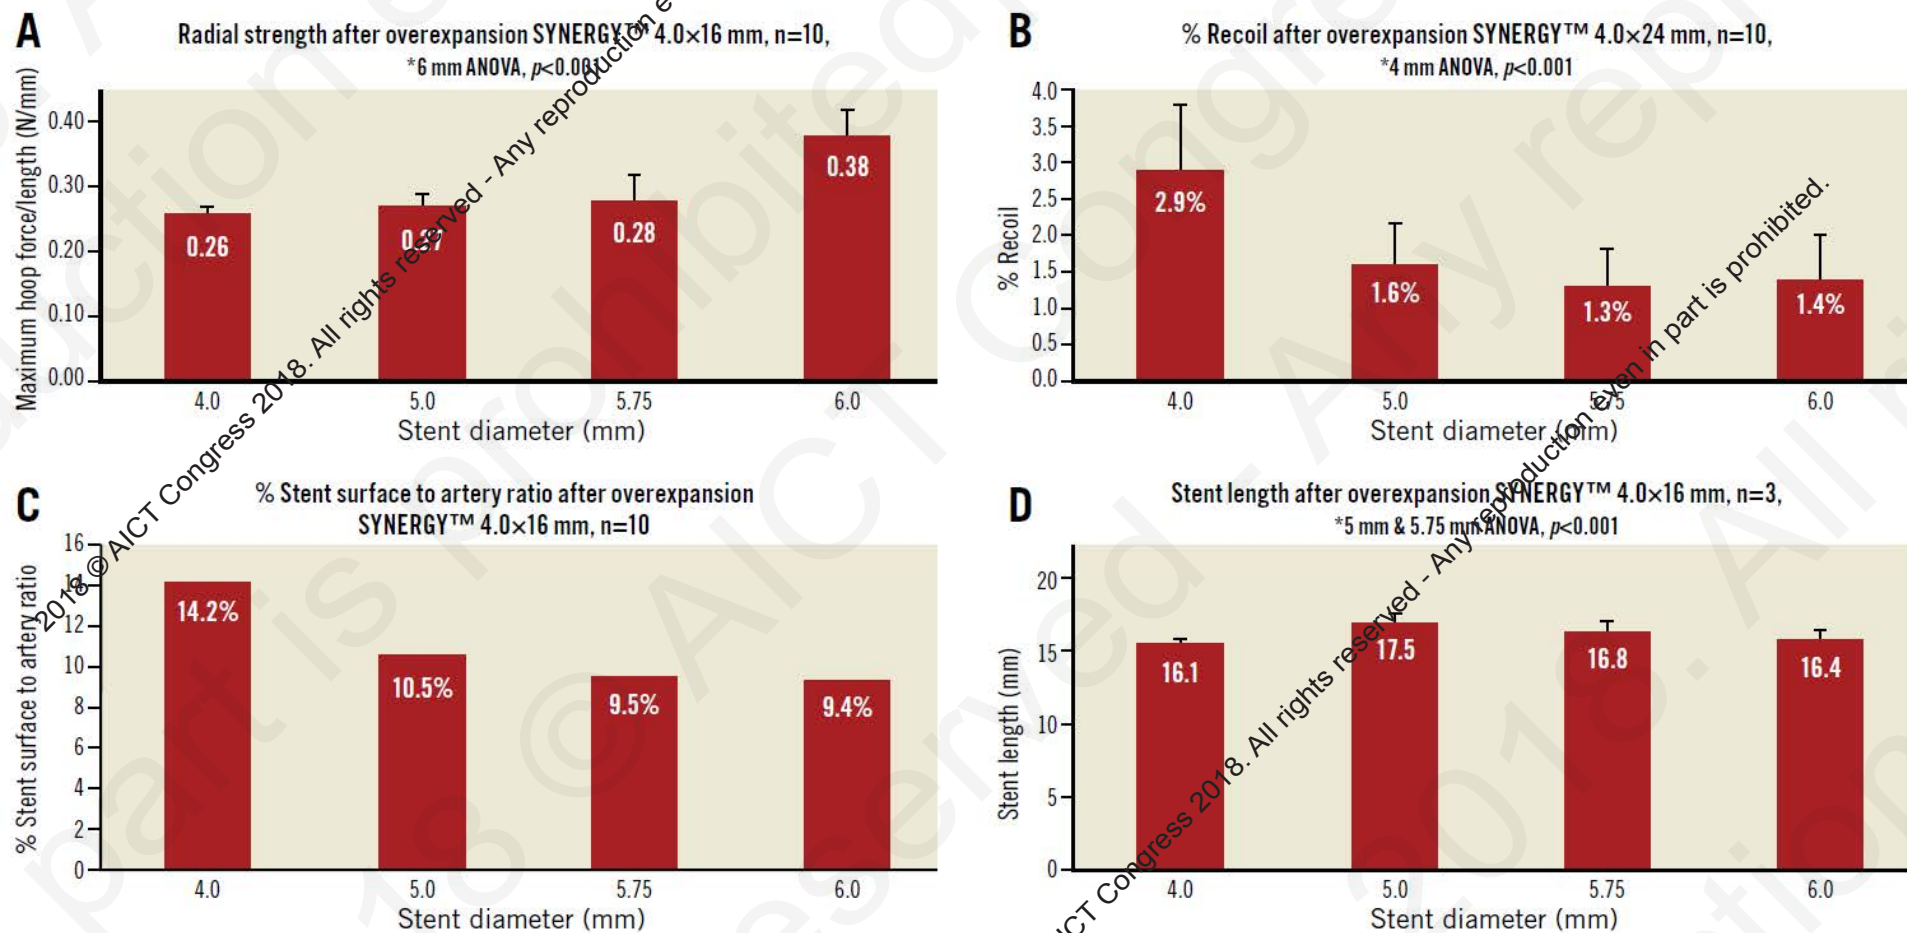 A
Radial strength after overexpansion SYNERGY™ 4.0×16 mm, n=10,
*6 mm ANOVA, p<0.001
Maximum hoop force/length (N/mm)
0.40
0.30
0.20
0.10
0.00
0.26
0.27
0.28
0.38
4.0
5.0
5.75
6.0
Stent diameter (mm)
B
% Recoil after overexpansion SYNERGY™ 4.0×24 mm, n=10,
*4 mm ANOVA, p<0.001
% Recoil
4.0
3.5
3.0
2.5
2.0
1.5
1.0
0.5
0.0
2.9%
1.6%
1.3%
1.4%
4.0
5.0
5.75
6.0
Stent diameter (mm)
C
% Stent surface to artery ratio after overexpansion
SYNERGY™ 4.0×16 mm, n=10
% Stent surface to artery ratio
16
14
12
10
8
6
4
2
0
14.2%
10.5%
9.5%
9.4%
4.0
5.0
5.75
6.0
Stent diameter (mm)
D
Stent length after overexpansion SYNERGY™ 4.0×16 mm, n=3,
*5 mm & 5.75 mm ANOVA, p<0.001
Stent length (mm)
20
15
10
5
0
16.1
17.5
16.8
16.4
4.0
5.0
5.75
6.0
Stent diameter (mm)
2018 © AICT Congress 2018. All rights reserved - Any reproduction e
Congress 2018. All rights reserved - Any reproduction even in part is prohibited.